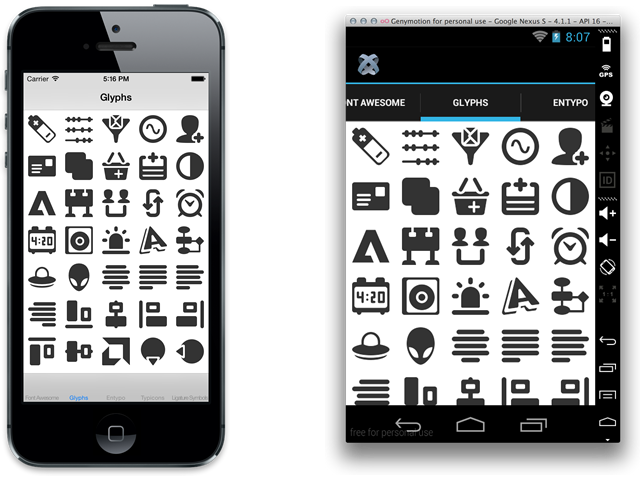 Carrier 5:16 PM
Glyphs
4:20
Font Awesome Glyphs Entypo Typicons Ligature Symbols
Genymotion for personal use - Google Nexus S - 4.1.1 - API 16 - ...
8:07
NT AWESOME GLYPHS ENTYPO
4:20
free for personal use
GPS
ID
1:1